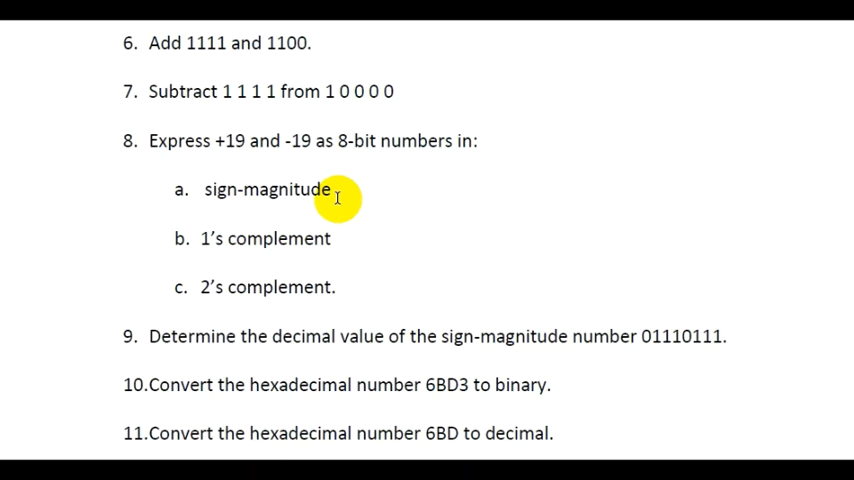 6. Add 1111 and 1100.
7. Subtract 1 1 1 1 from 1 0 0 0 0
8. Express +19 and -19 as 8-bit numbers in:
a. sign-magnitude
b. 1’s complement
c. 2’s complement.
9. Determine the decimal value of the sign-magnitude number 01110111.
10.Convert the hexadecimal number 6BD3 to binary.
11.Convert the hexadecimal number 6BD to decimal.